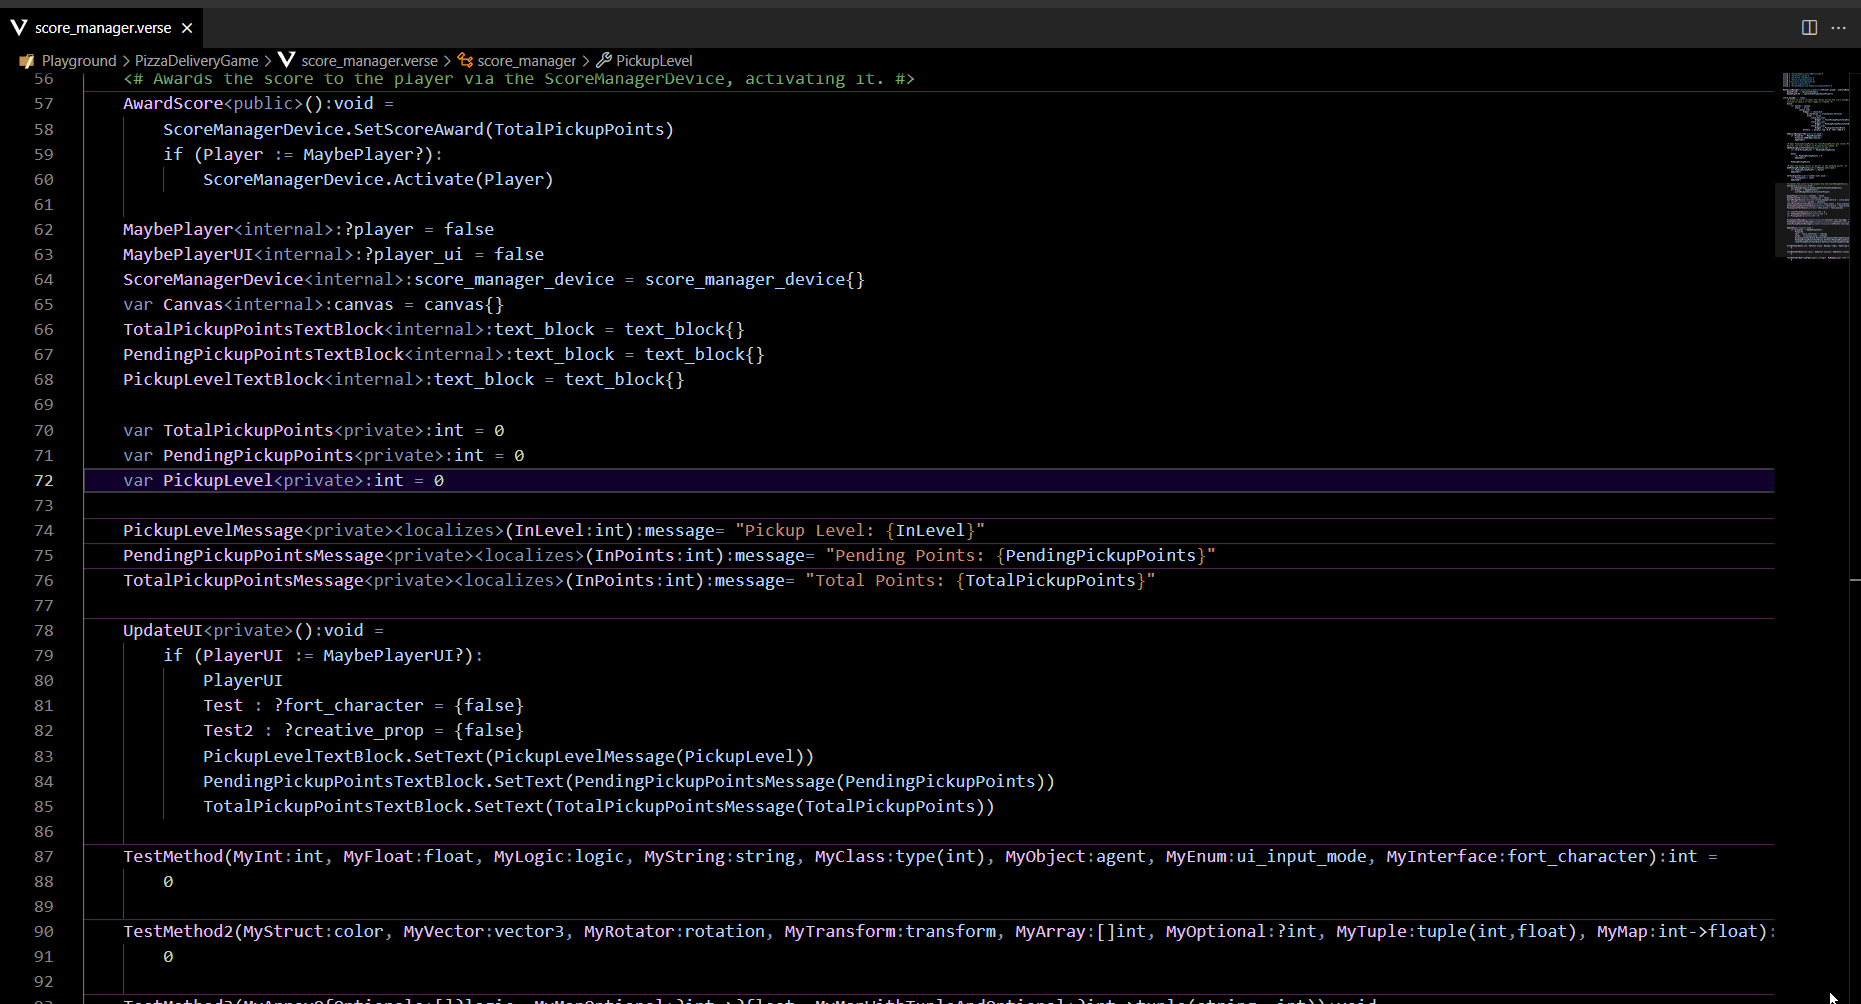 score_manager.verse ×
Playground > PizzaDeliveryGame > score_manager.verse > score_manager > PickupLevel
56 <# Awards the score to the player via the ScoreManagerDevice, activating it. #>
57 AwardScore<public>():void =
58 ScoreManagerDevice.SetScoreAward(TotalPickupPoints)
59 if (Player := MaybePlayer?):
60 ScoreManagerDevice.Activate(Player)
61
62 MaybePlayer<internal>:?player = false
63 MaybePlayerUI<internal>:?player_ui = false
64 ScoreManagerDevice<internal>:score_manager_device = score_manager_device{}
65 var Canvas<internal>:canvas = canvas{}
66 TotalPickupPointsTextBlock<internal>:text_block = text_block{}
67 PendingPickupPointsTextBlock<internal>:text_block = text_block{}
68 PickupLevelTextBlock<internal>:text_block = text_block{}
69
70 var TotalPickupPoints<private>:int = 0
71 var PendingPickupPoints<private>:int = 0
72 var PickupLevel<private>:int = 0
73
74 PickupLevelMessage<private><localizes>(InLevel:int):message= "Pickup Level: {InLevel}"
75 PendingPickupPointsMessage<private><localizes>(InPoints:int):message= "Pending Points: {PendingPickupPoints}"
76 TotalPickupPointsMessage<private><localizes>(InPoints:int):message= "Total Points: {TotalPickupPoints}"
77
78 UpdateUI<private>():void =
79 if (PlayerUI := MaybePlayerUI?):
80 PlayerUI
81 Test : ?fort_character = {false}
82 Test2 : ?creative_prop = {false}
83 PickupLevelTextBlock.SetText(PickupLevelMessage(PickupLevel))
84 PendingPickupPointsTextBlock.SetText(PendingPickupPointsMessage(PendingPickupPoints))
85 TotalPickupPointsTextBlock.SetText(TotalPickupPointsMessage(TotalPickupPoints))
86
87 TestMethod(MyInt:int, MyFloat:float, MyLogic:logic, MyString:string, MyClass:type(int), MyObject:agent, MyEnum:ui_input_mode, MyInterface:fort_character):int =
88 0
89
90 TestMethod2(MyStruct:color, MyVector:vector3, MyRotator:rotation, MyTransform:transform, MyArray:[]int, MyOptional:?int, MyTuple:tuple(int,float), MyMap:int->float):
91 0
92